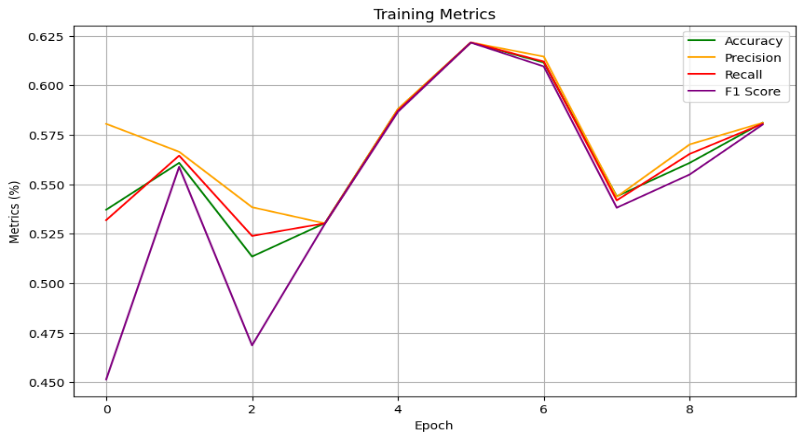 Training Metrics
Metrics (%)
0.625
0.600
0.575
0.550
0.525
0.500
0.475
0.450
Accuracy
Precision
Recall
F1 Score
0 2 4 6 8
Epoch